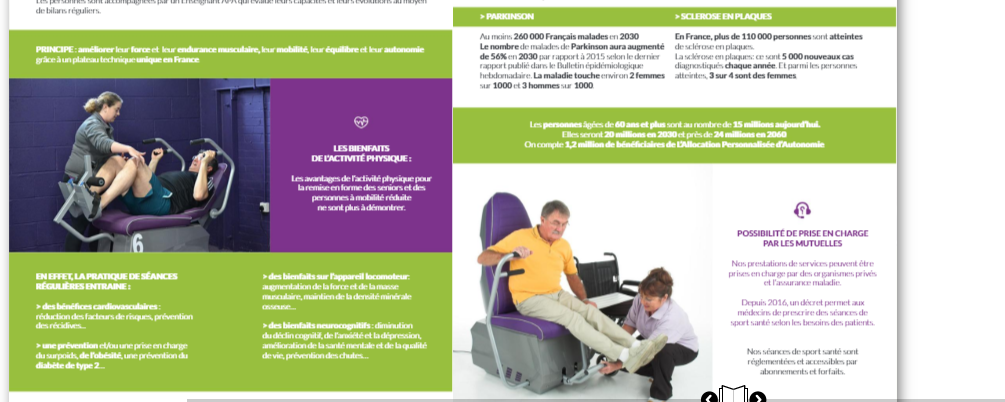 Les personnes sont accompagnées par un Enseignant APA qui évalue leurs capacités et leurs évolutions au moyen
de bilans réguliers.
PRINCIPE : améliorer leur force et leur endurance musculaire, leur mobilité, leur équilibre et leur autonomie
grâce à un plateau technique unique en France
LES BIENFAITS
DE L'ACTIVITÉ PHYSIQUE :
Les avantages de l'activité physique pour
la remise en forme des seniors et des
personnes à mobilité réduite
ne sont plus à démontrer.
6
EN EFFET, LA PRATIQUE DE SÉANCES
RÉGULIÈRES ENTRAINE :
> des bénéfices cardiovasculaires :
réduction des facteurs de risques, prévention
des récidives...
> une prévention et/ou une prise en charge
du surpoids, de l'obésité, une prévention du
diabète de type 2...
> des bienfaits sur l'appareil locomoteur:
augmentation de la force et de la masse
musculaire, maintien de la densité minérale
osseuse...
> des bienfaits neurocognitifs : diminution
du déclin cognitif, de l'anxiété et la dépression,
amélioration de la santé mentale et de la qualité
de vie, prévention des chutes...
> PARKINSON
Au moins 260 000 Français malades en 2030
Le nombre de malades de Parkinson aura augmenté
de 56% en 2030 par rapport à 2015 selon le dernier
rapport publié dans le Bulletin épidémiologique
hebdomadaire. La maladie touche environ 2 femmes
sur 1000 et 3 hommes sur 1000.
> SCLEROSE EN PLAQUES
En France, plus de 110 000 personnes sont atteintes
de sclérose en plaques.
La sclérose en plaques: ce sont 5 000 nouveaux cas
diagnostiqués chaque année. Et parmi les personnes
atteintes, 3 sur 4 sont des femmes.
Les personnes âgées de 60 ans et plus sont au nombre de 15 millions aujourd'hui.
Elles seront 20 millions en 2030 et près de 24 millions en 2060
On compte 1,2 million de bénéficiaires de L'Allocation Personnalisée d'Autonomie
POSSIBILITÉ DE PRISE EN CHARGE
PAR LES MUTUELLES
Nos prestations de services peuvent être
prises en charge par des organismes privés
et l'assurance maladie.
Depuis 2016, un décret permet aux
médecins de prescrire des séances de
sport santé selon les besoins des patients.
Nos séances de sport santé sont
réglementées et accessibles par
abonnements et forfaits.